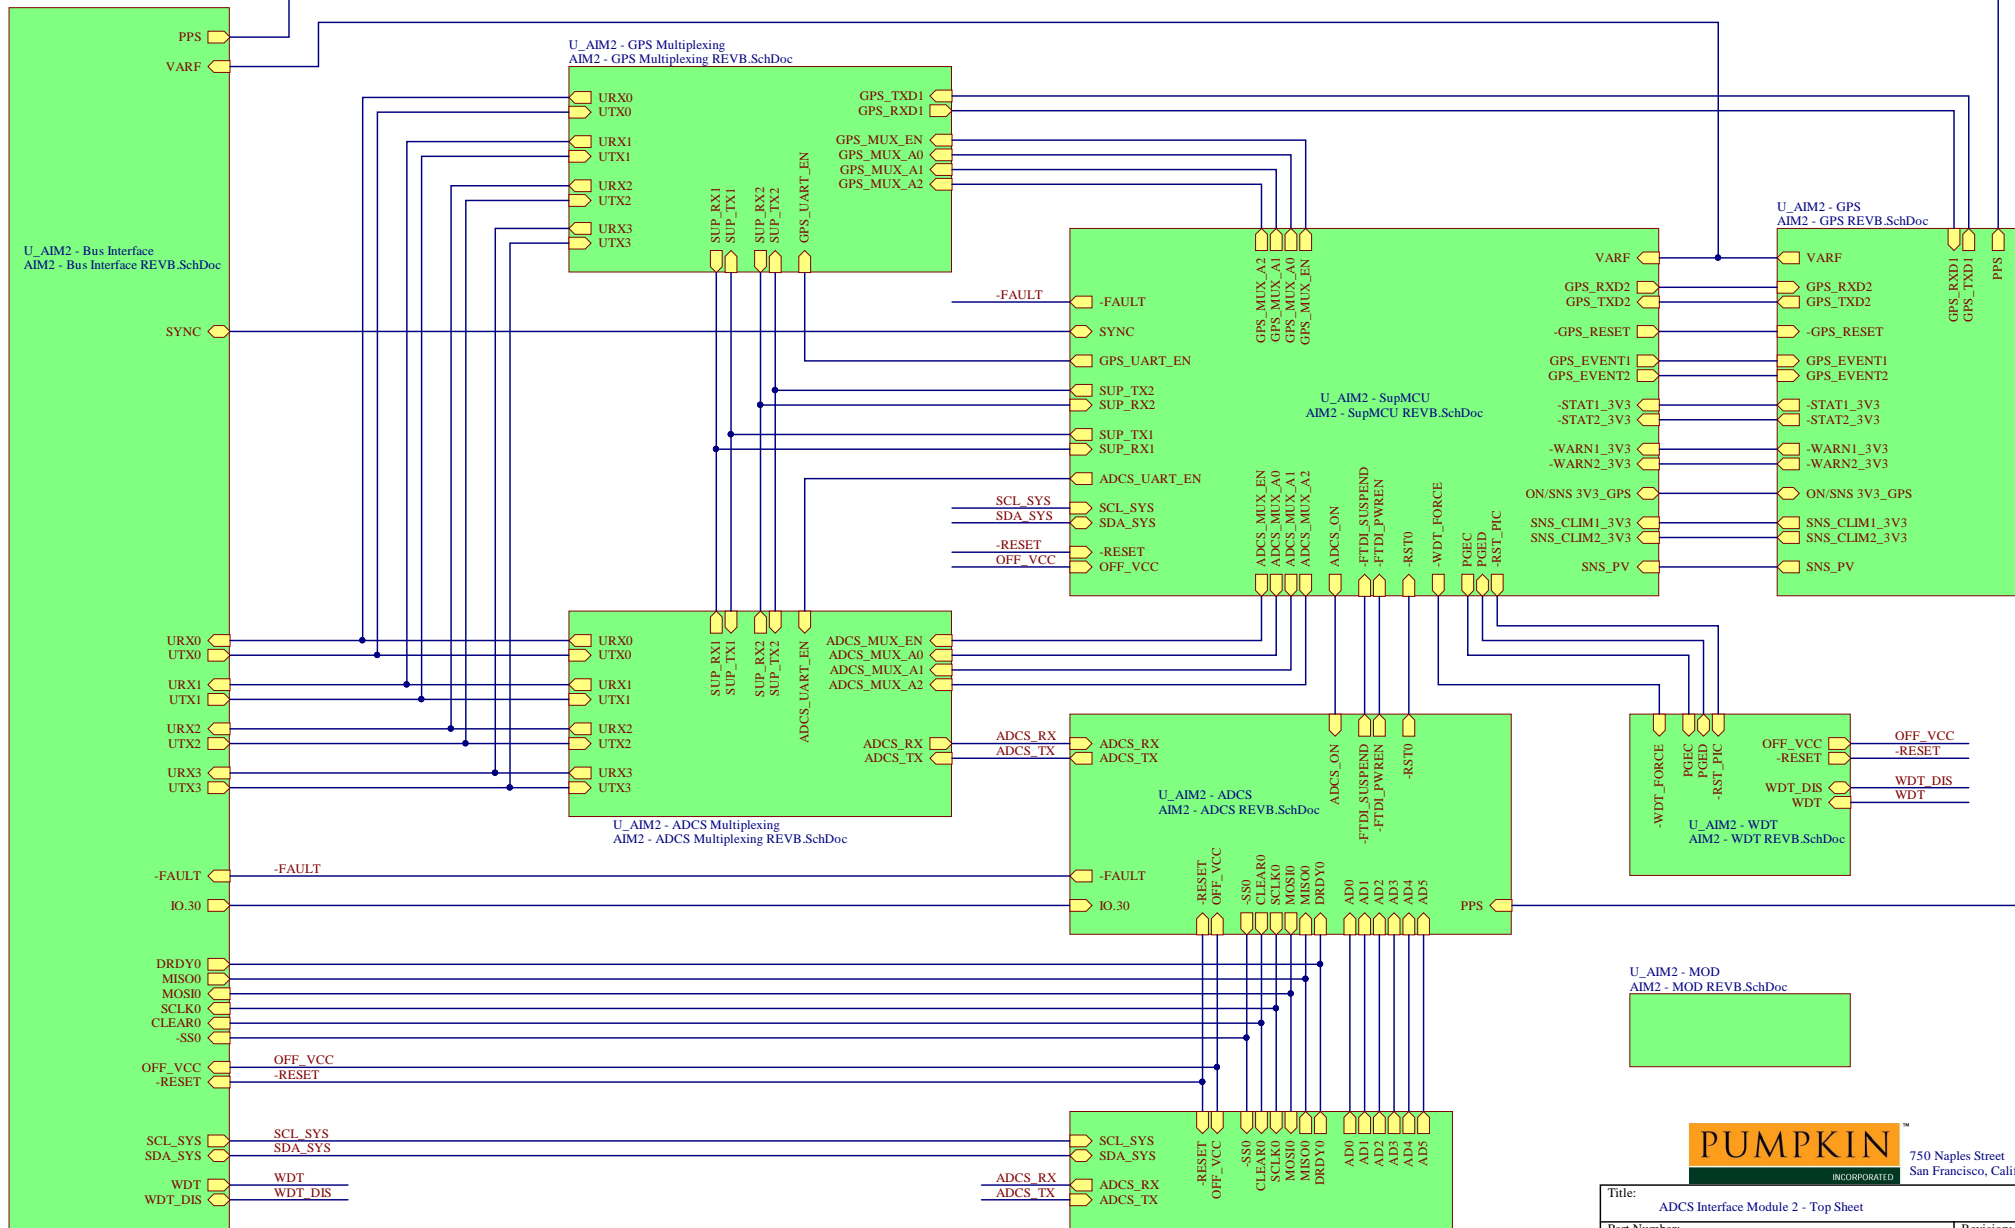 PPS
VARF
U_AIM2 - Bus Interface
AIM2 - Bus Interface REVB.SchDoc
SYNC
URX0
UTX0
URX1
UTX1
URX2
UTX2
URX3
UTX3
-FAULT
-FAULT
IO.30
DRDY0
MISO0
MOSI0
SCLK0
CLEAR0
-SS0
OFF_VCC
OFF_VCC
-RESET
-RESET
SCL_SYS
SCL_SYS
SDA_SYS
SDA_SYS
WDT
WDT
WDT_DIS
WDT_DIS
U_AIM2 - GPS Multiplexing
AIM2 - GPS Multiplexing REVB.SchDoc
URX0
UTX0
URX1
UTX1
URX2
UTX2
URX3
UTX3
GPS_TXD1
GPS_RXD1
GPS_MUX_EN
GPS_MUX_A0
GPS_MUX_A1
GPS_MUX_A2
SUP_RX1
SUP_TX1
SUP_RX2
SUP_TX2
GPS_UART_EN
SUP_RX1
SUP_TX1
SUP_RX2
SUP_TX2
ADCS_UART_EN
URX0
UTX0
URX1
UTX1
URX2
UTX2
URX3
UTX3
ADCS_MUX_EN
ADCS_MUX_A0
ADCS_MUX_A1
ADCS_MUX_A2
ADCS_RX
ADCS_TX
U_AIM2 - ADCS Multiplexing
AIM2 - ADCS Multiplexing REVB.SchDoc
GPS_MUX_A2
GPS_MUX_A1
GPS_MUX_A0
GPS_MUX_EN
-FAULT
-FAULT
SYNC
GPS_UART_EN
SUP_TX2
SUP_RX2
SUP_TX1
SUP_RX1
ADCS_UART_EN
SCL_SYS
SCL_SYS
SDA_SYS
SDA_SYS
-RESET
-RESET
OFF_VCC
OFF_VCC
U_AIM2 - SupMCU
AIM2 - SupMCU REVB.SchDoc
VARF
GPS_RXD2
GPS_TXD2
-GPS_RESET
GPS_EVENT1
GPS_EVENT2
-STAT1_3V3
-STAT2_3V3
-WARN1_3V3
-WARN2_3V3
ON/SNS 3V3_GPS
SNS_CLIM1_3V3
SNS_CLIM2_3V3
SNS_PV
ADCS_MUX_EN
ADCS_MUX_A0
ADCS_MUX_A1
ADCS_MUX_A2
ADCS_ON
-FTDI_SUSPEND
-FTDI_PWREN
-RST0
-WDT_FORCE
PGEC
PGED
-RST_PIC
U_AIM2 - GPS
AIM2 - GPS REVB.SchDoc
VARF
GPS_RXD2
GPS_TXD2
-GPS_RESET
GPS_EVENT1
GPS_EVENT2
-STAT1_3V3
-STAT2_3V3
-WARN1_3V3
-WARN2_3V3
ON/SNS 3V3_GPS
SNS_CLIM1_3V3
SNS_CLIM2_3V3
SNS_PV
GPS_RXD1
GPS_TXD1
PPS
ADCS_RX
ADCS_RX
ADCS_TX
ADCS_TX
ADCS_ON
-FTDI_SUSPEND
-FTDI_PWREN
-RST0
U_AIM2 - ADCS
AIM2 - ADCS REVB.SchDoc
-FAULT
IO.30
PPS
-RESET
OFF_VCC
-SS0
CLEAR0
SCLK0
MOSI0
MISO0
DRDY0
AD0
AD1
AD2
AD3
AD4
AD5
-WDT_FORCE
PGEC
PGED
-RST_PIC
OFF_VCC
OFF_VCC
-RESET
-RESET
WDT_DIS
WDT_DIS
WDT
WDT
U_AIM2 - WDT
AIM2 - WDT REVB.SchDoc
U_AIM2 - MOD
AIM2 - MOD REVB.SchDoc
SCL_SYS
SDA_SYS
ADCS_RX
ADCS_RX
ADCS_TX
ADCS_TX
-RESET
OFF_VCC
-SS0
CLEAR0
SCLK0
MOSI0
MISO0
DRDY0
AD0
AD1
AD2
AD3
AD4
AD5
PUMPKIN ™
INCORPORATED
750 Naples Street
San Francisco, Calif
Title:
ADCS Interface Module 2 - Top Sheet